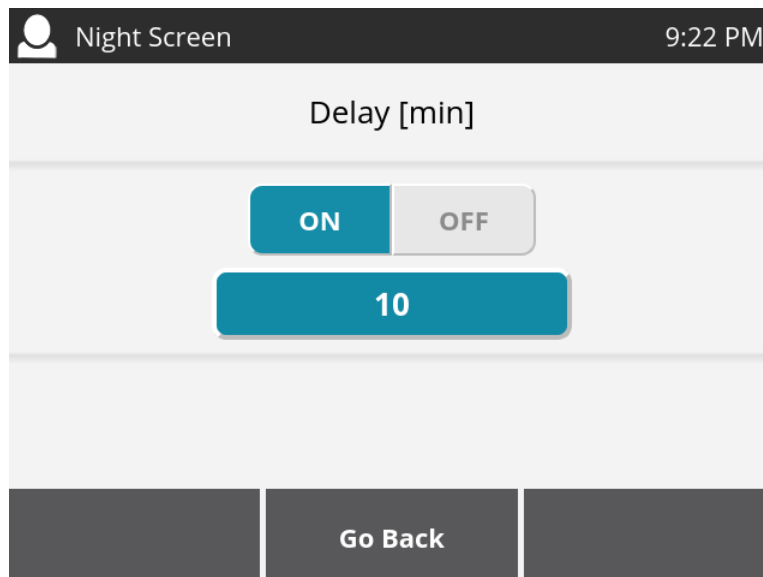 Night Screen 9:22 PM
Delay [min]
ON OFF
10
Go Back